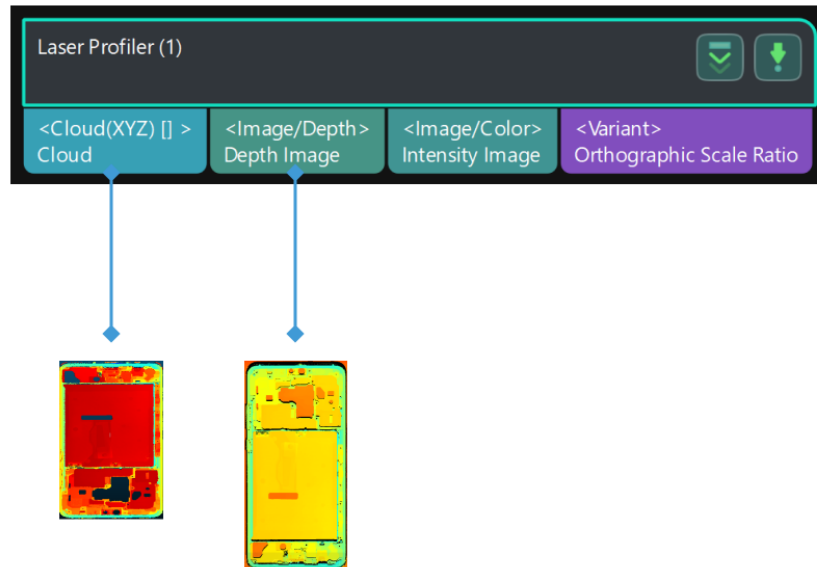 Laser Profiler (1)
<Cloud(XYZ) [] >
Cloud
<Image/Depth>
Depth Image
<Image/Color>
Intensity Image
<Variant>
Orthographic Scale Ratio